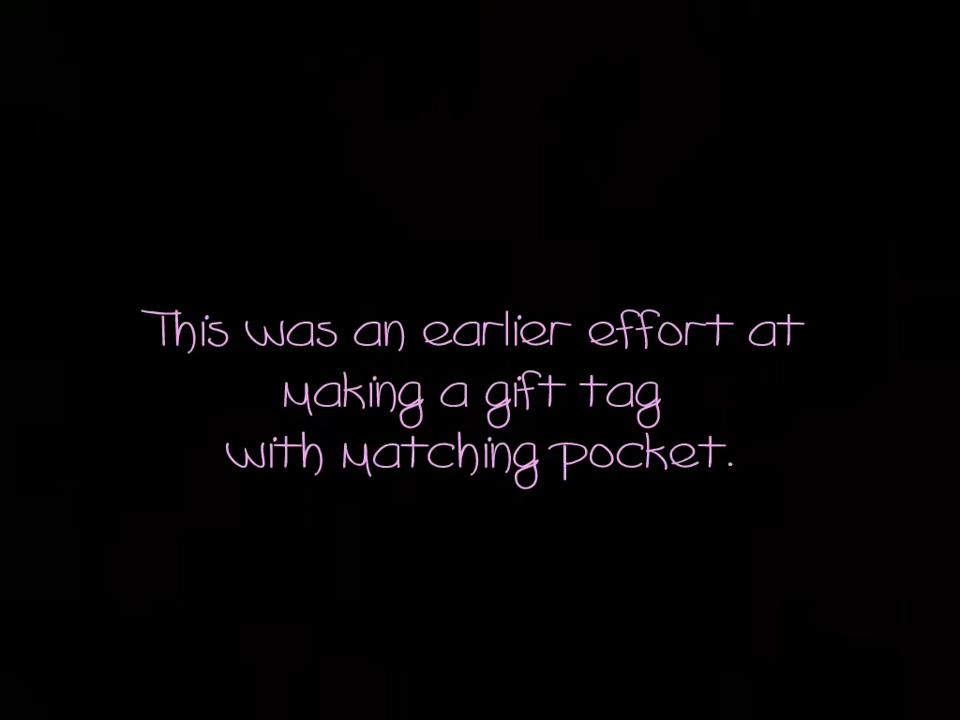 This was an earlier effort at
making a gift tag
with matching pocket.